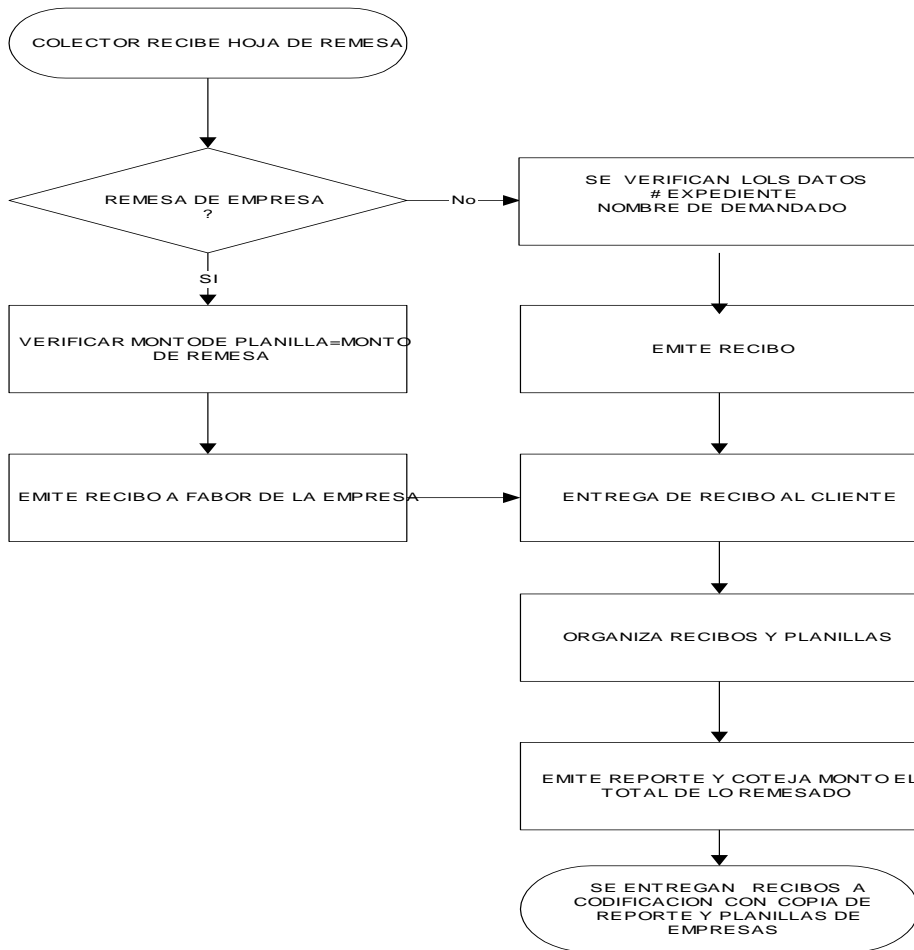 COLECTOR RECIBE HOJA DE REMESA
REMESA DE EMPRESA
?
No
SE VERIFICAN LOLS DATOS
# EXPEDIENTE
NOMBRE DE DEMANDADO
SI
VERIFICAR MONTODE PLANILLA=MONTO
DE REMESA
EMITE RECIBO
EMITE RECIBO A FABOR DE LA EMPRESA
ENTREGA DE RECIBO AL CLIENTE
ORGANIZA RECIBOS Y PLANILLAS
EMITE REPORTE Y COTEJA MONTO EL
TOTAL DE LO REMESADO
SE ENTREGAN RECIBOS A
CODIFICACION CON COPIA DE
REPORTE Y PLANILLAS DE
EMPRESAS